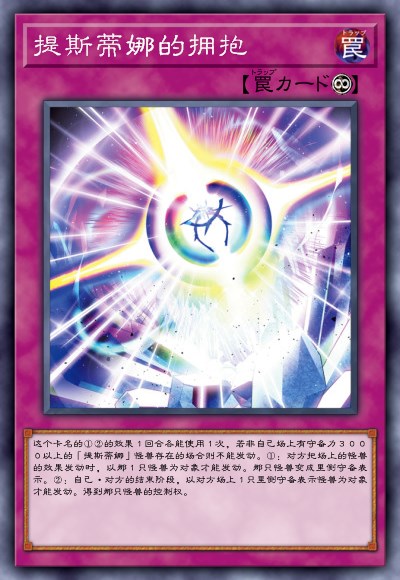 提斯蒂娜的拥抱
トラップ
罠
トラップ
【罠カード】
这个卡名的①②的效果1回合各能使用1次，若非自己场上有守备力３０
００以上的「提斯蒂娜」怪兽存在的场合则不能发动。①：对方把场上的怪兽
的效果发动时，以那1只怪兽为对象才能发动。那只怪兽变成里侧守备表
示。②：自己·对方的结束阶段，以对方场上1只里侧守备表示怪兽为对象
才能发动。得到那只怪兽的控制权。